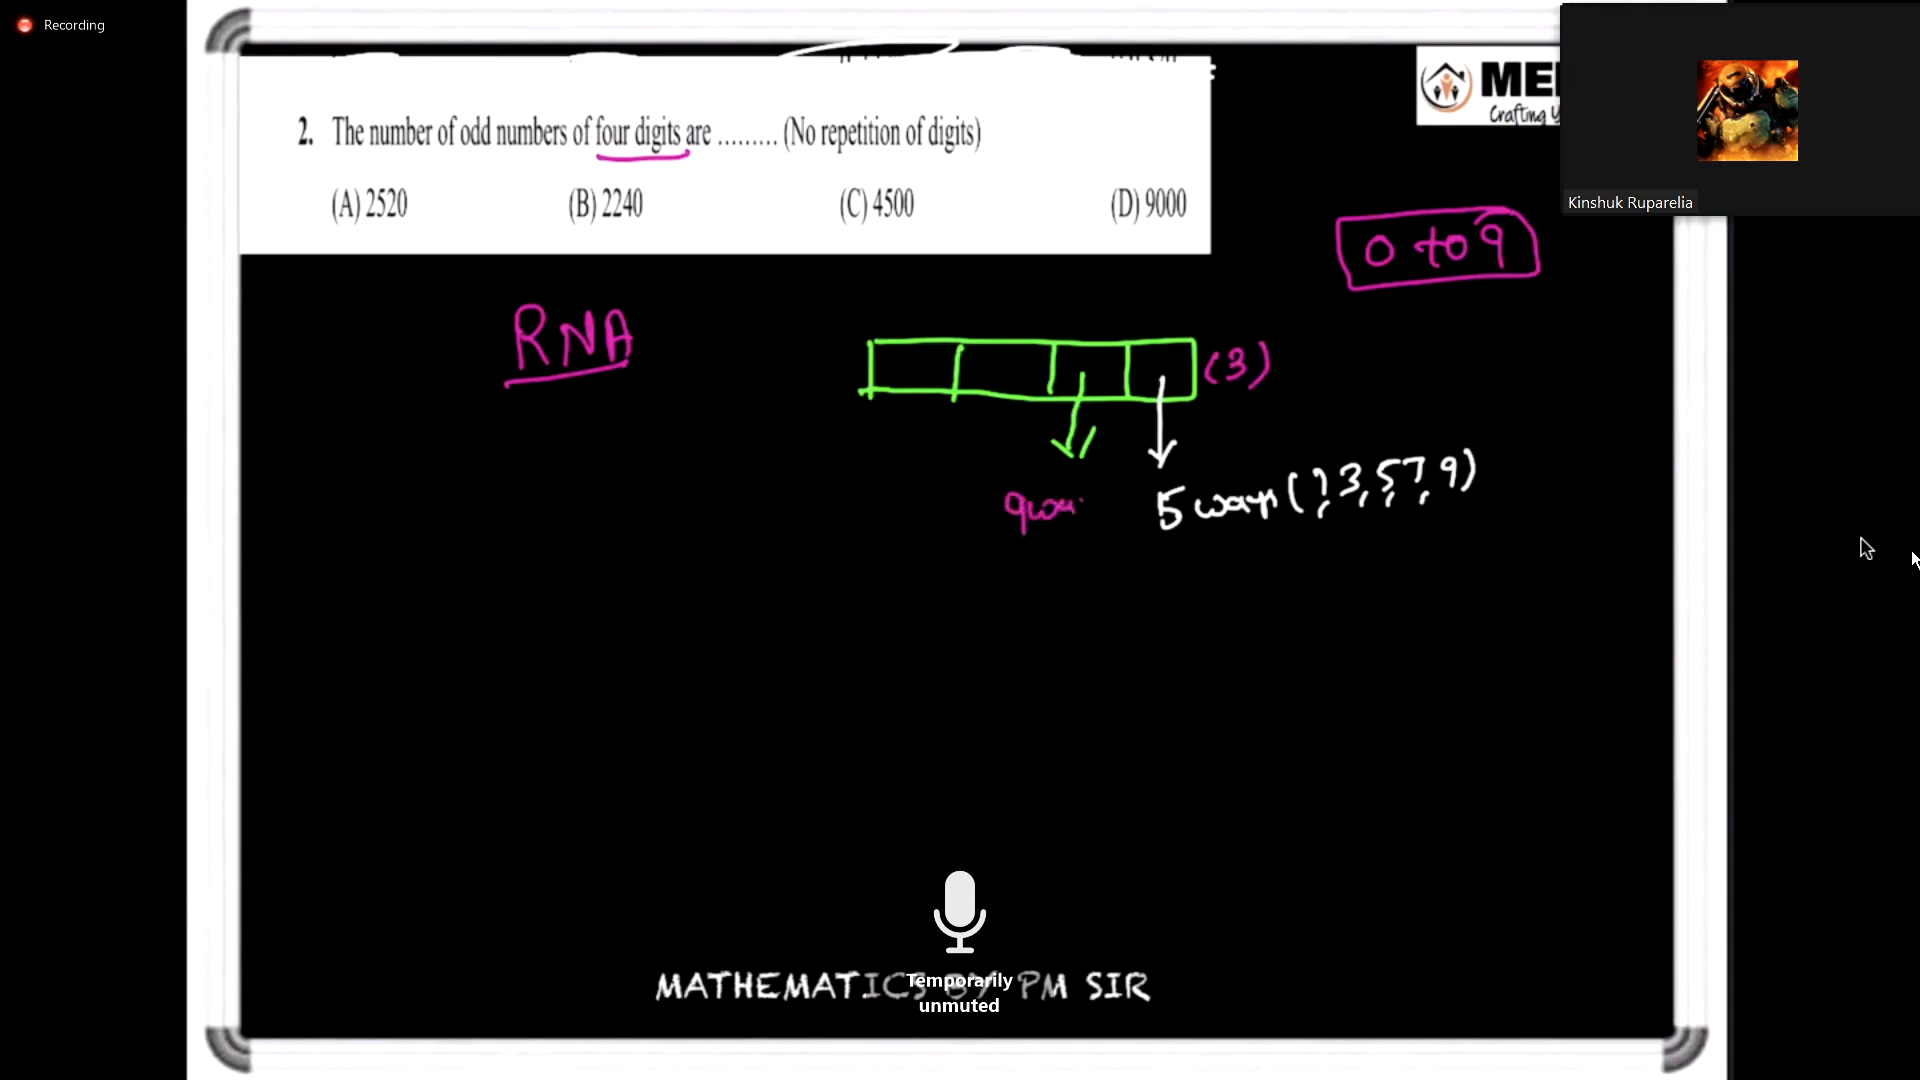 Recording
MEI
Crafting Y
Kinshuk Ruparelia
2. The number of odd numbers of four digits are ......... (No repetition of digits)
(A) 2520 (B) 2240 (C) 4500 (D) 9000
0 to 9
RNA
(3)
5 ways (1, 3, 5, 7, 9)
MATHEMATICS BY PM SIR
Temporarily
unmuted